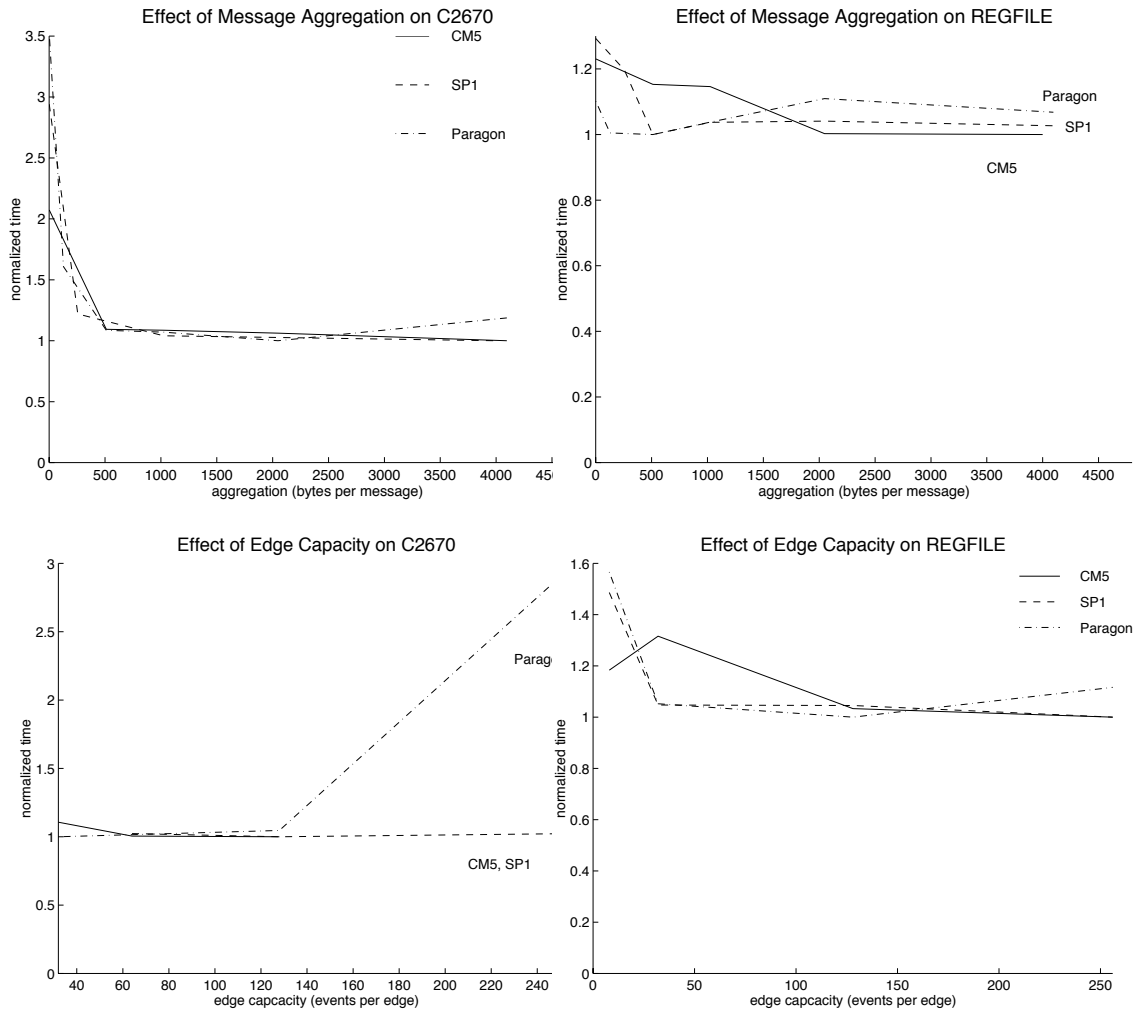 Effect of Message Aggregation on C2670
3.5
3
2.5
2
1.5
1
0.5
0
normalized time
CM5
SP1
Paragon
0 500 1000 1500 2000 2500 3000 3500 4000 45
aggregation (bytes per message)
Effect of Message Aggregation on REGFILE
1.2
1
0.8
0.6
0.4
0.2
0
normalized time
Paragon
SP1
CM5
0 500 1000 1500 2000 2500 3000 3500 4000 4500
aggregation (bytes per message)
Effect of Edge Capacity on C2670
3
2.5
2
1.5
1
0.5
0
normalized time
Parag
CM5, SP1
40 60 80 100 120 140 160 180 200 220 240
edge capcacity (events per edge)
Effect of Edge Capacity on REGFILE
1.6
1.4
1.2
1
0.8
0.6
0.4
0.2
0
normalized time
CM5
SP1
Paragon
0 50 100 150 200 250
edge capcacity (events per edge)